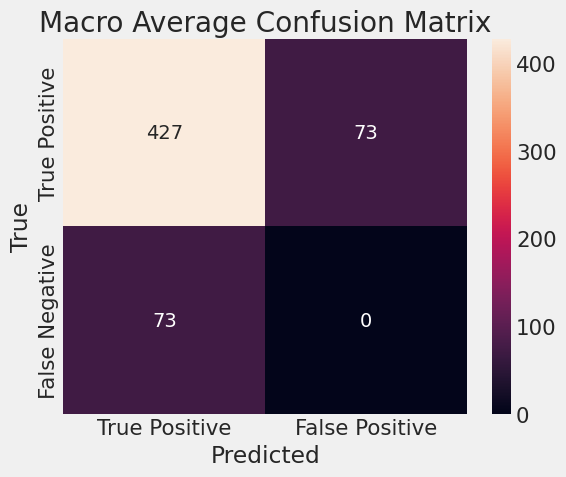 Macro Average Confusion Matrix
True
True Positive
427
73
False Negative
73
0
True Positive
False Positive
Predicted
400
300
200
100
0